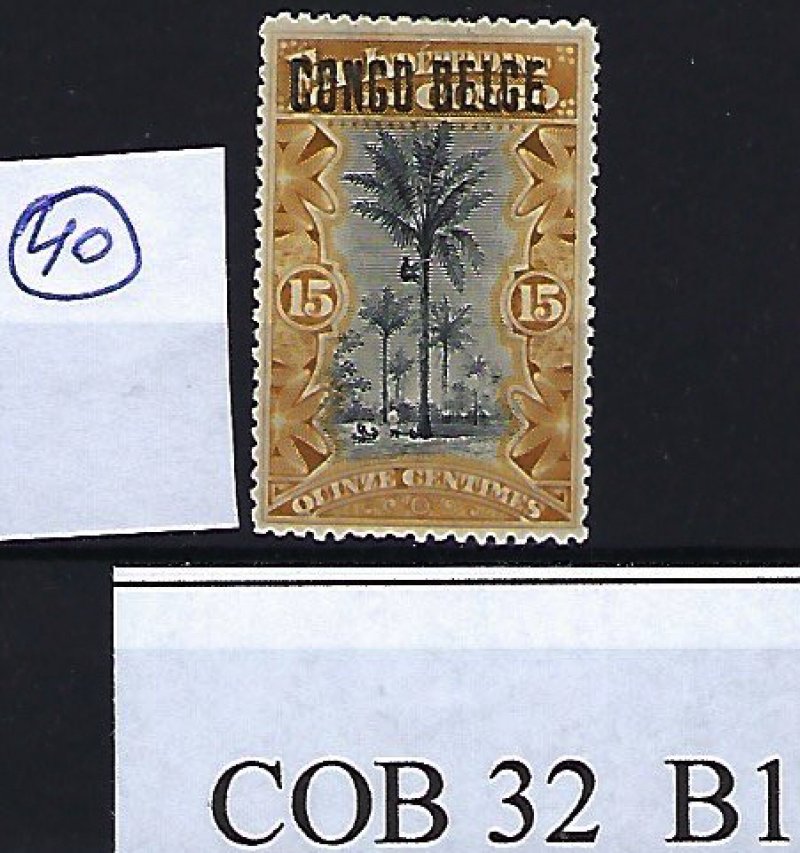 CONGO BELGE
40
15 15
QUINZE CENTIMES
COB 32 B1